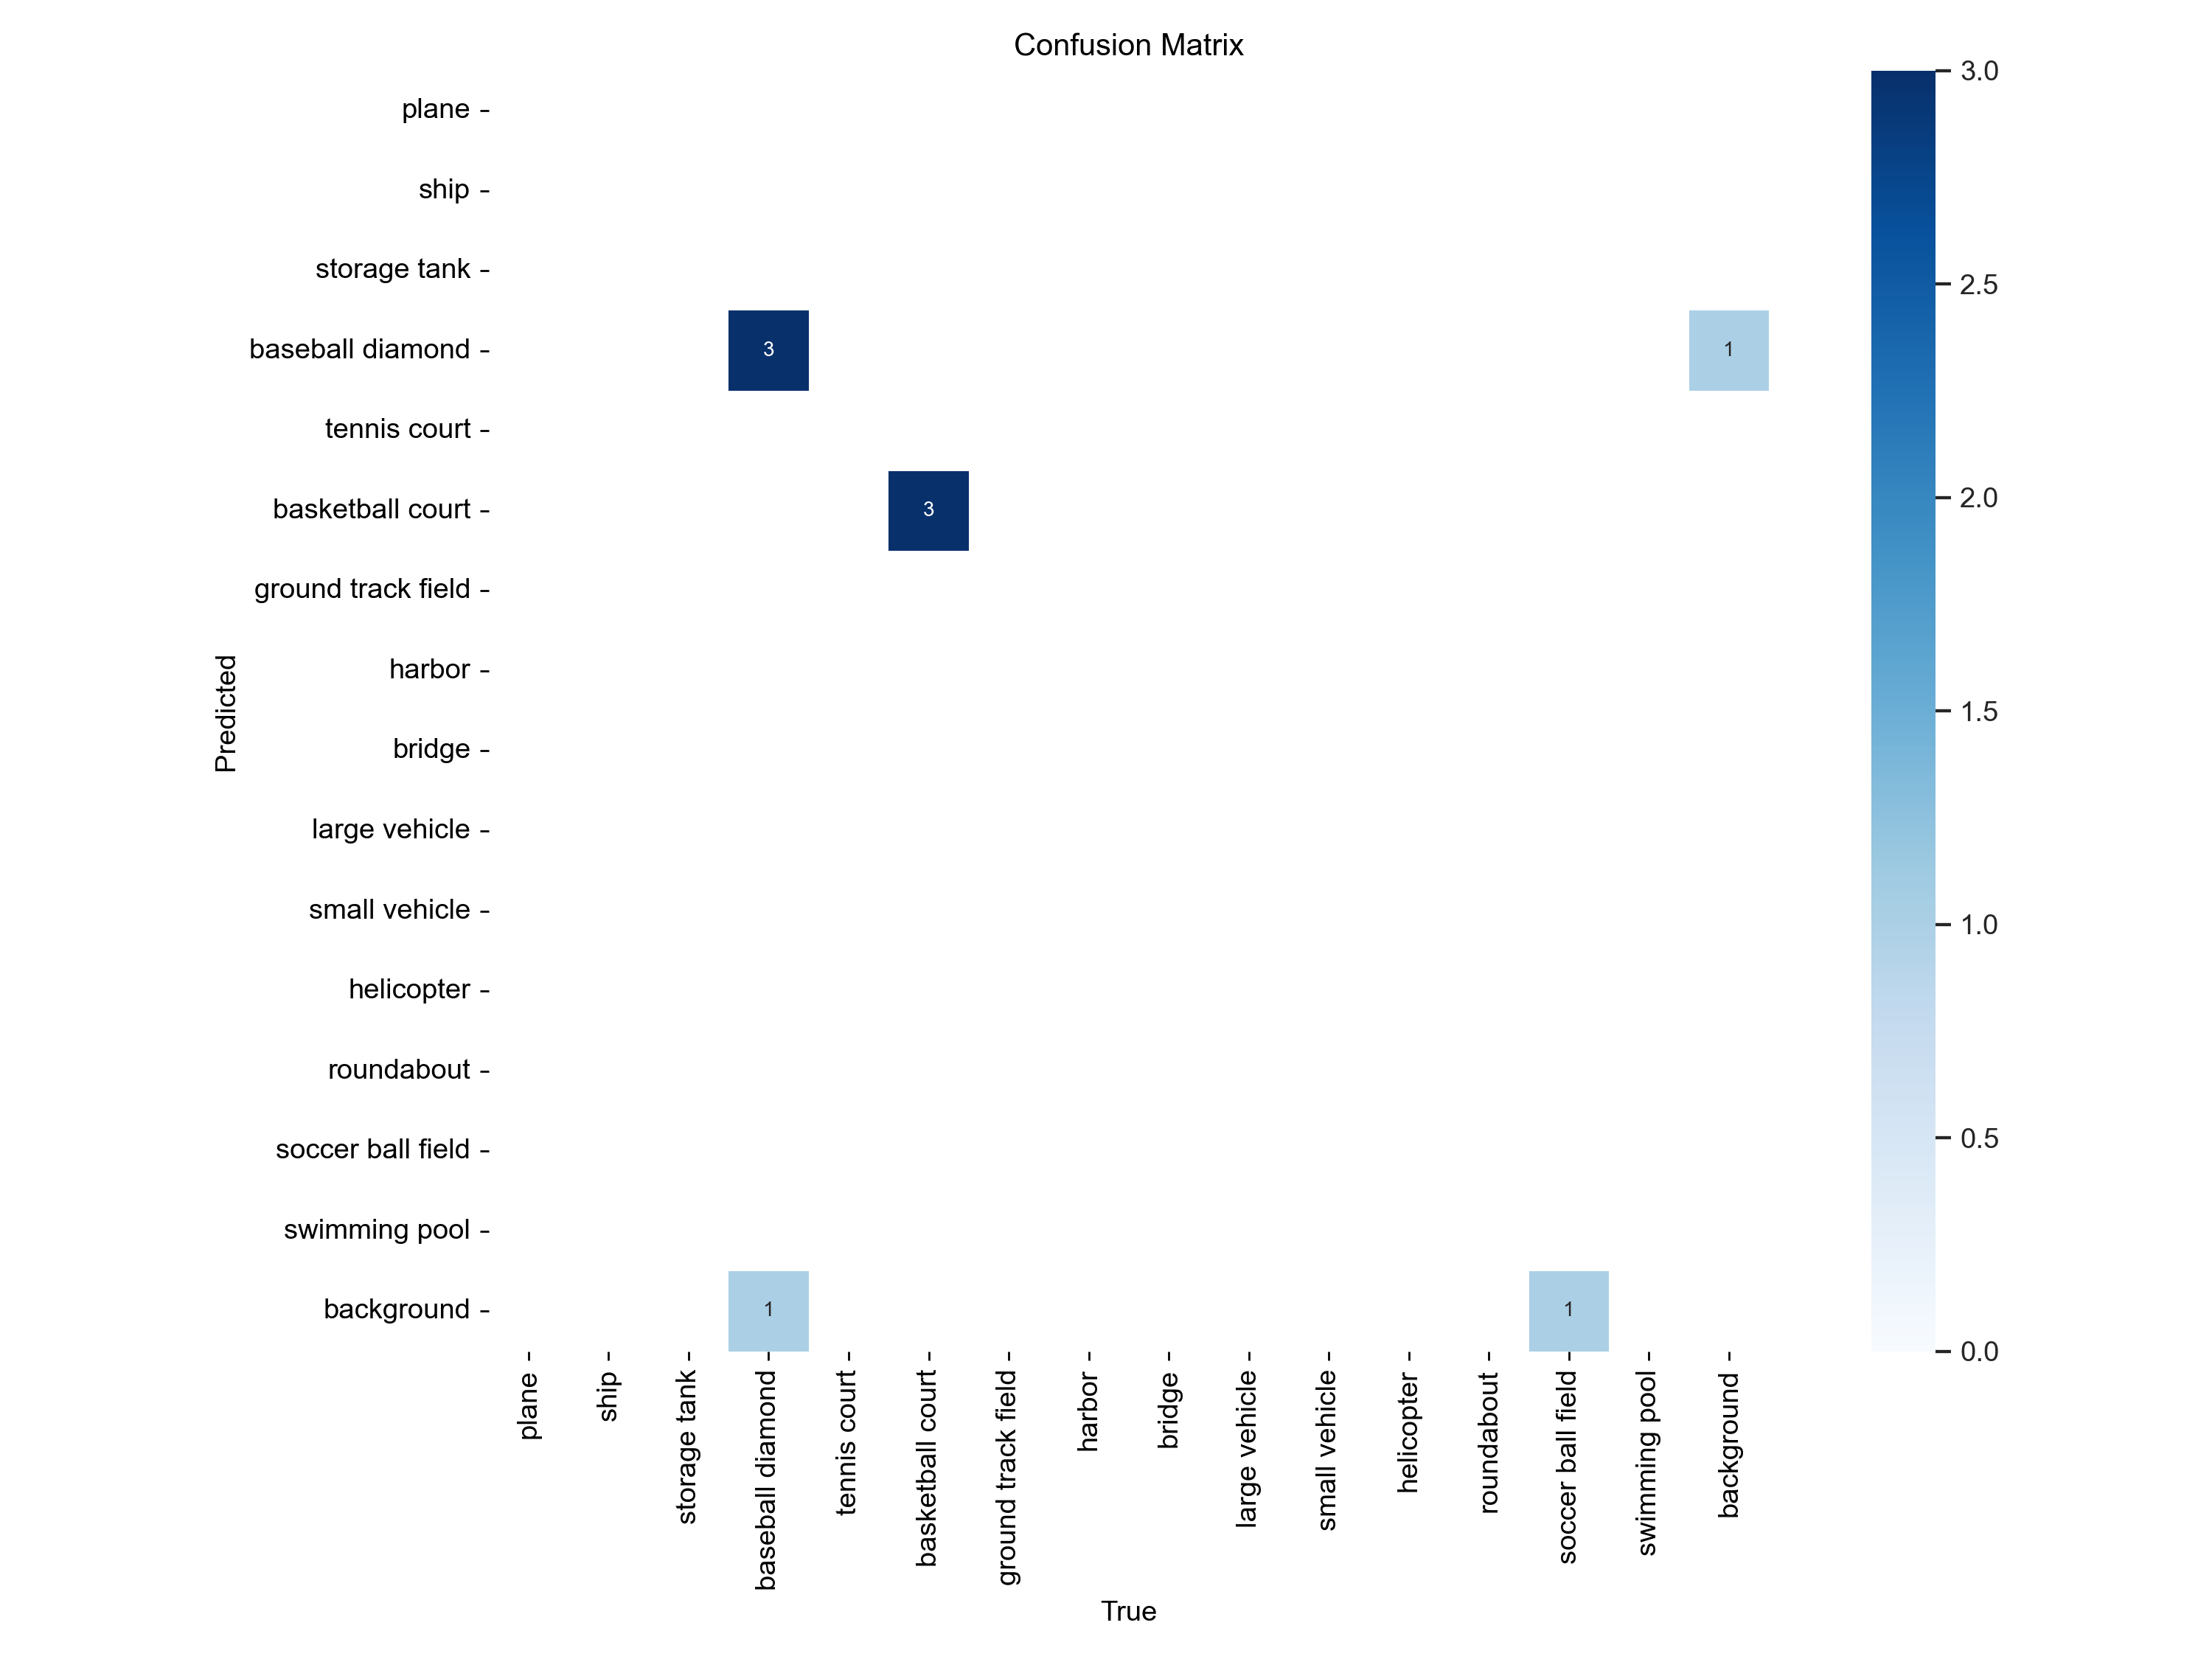 Confusion Matrix
plane
ship
storage tank
baseball diamond
tennis court
basketball court
ground track field
harbor
bridge
large vehicle
small vehicle
helicopter
roundabout
soccer ball field
swimming pool
background
Predicted
3
1
3
1
1
plane
ship
storage tank
baseball diamond
tennis court
basketball court
ground track field
harbor
bridge
large vehicle
small vehicle
helicopter
roundabout
soccer ball field
swimming pool
background
True
3.0
2.5
2.0
1.5
1.0
0.5
0.0